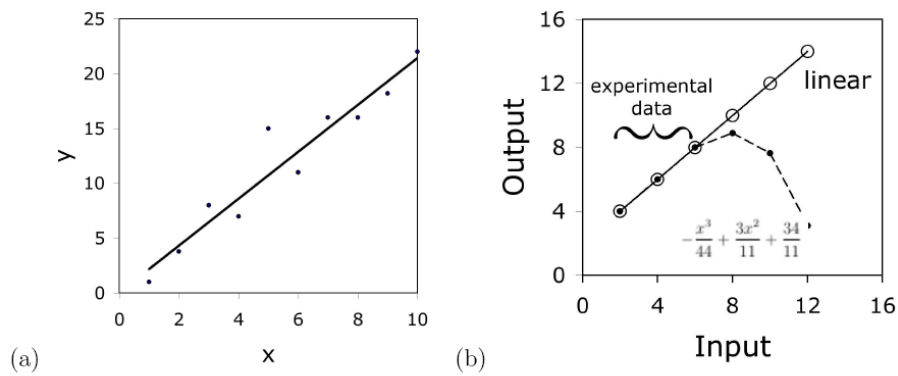 25
20
15
10
5
0
y
0 2 4 6 8 10
x
(a)
16
12
8
4
0
Output
experimental
data
linear
-x³/44 + 3x²/11 + 34/11
0 4 8 12 16
Input
(b)